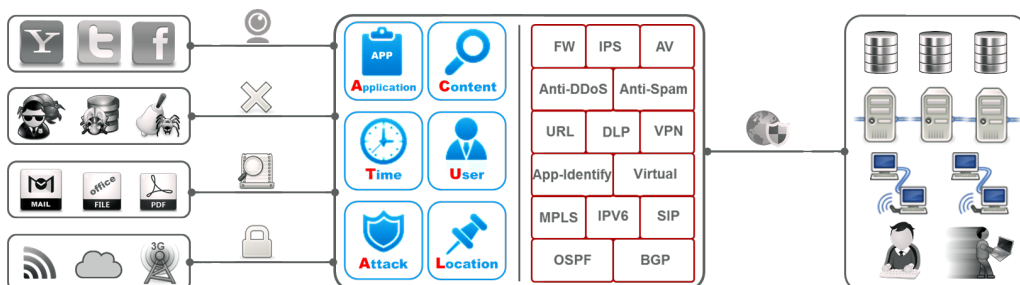 Y t f
MAIL
office
FILE
PDF
3G
APP
Application
Content
Time
User
Attack
Location
FW IPS AV
Anti-DDoS Anti-Spam
URL DLP VPN
App-Identify Virtual
MPLS IPV6 SIP
OSPF BGP